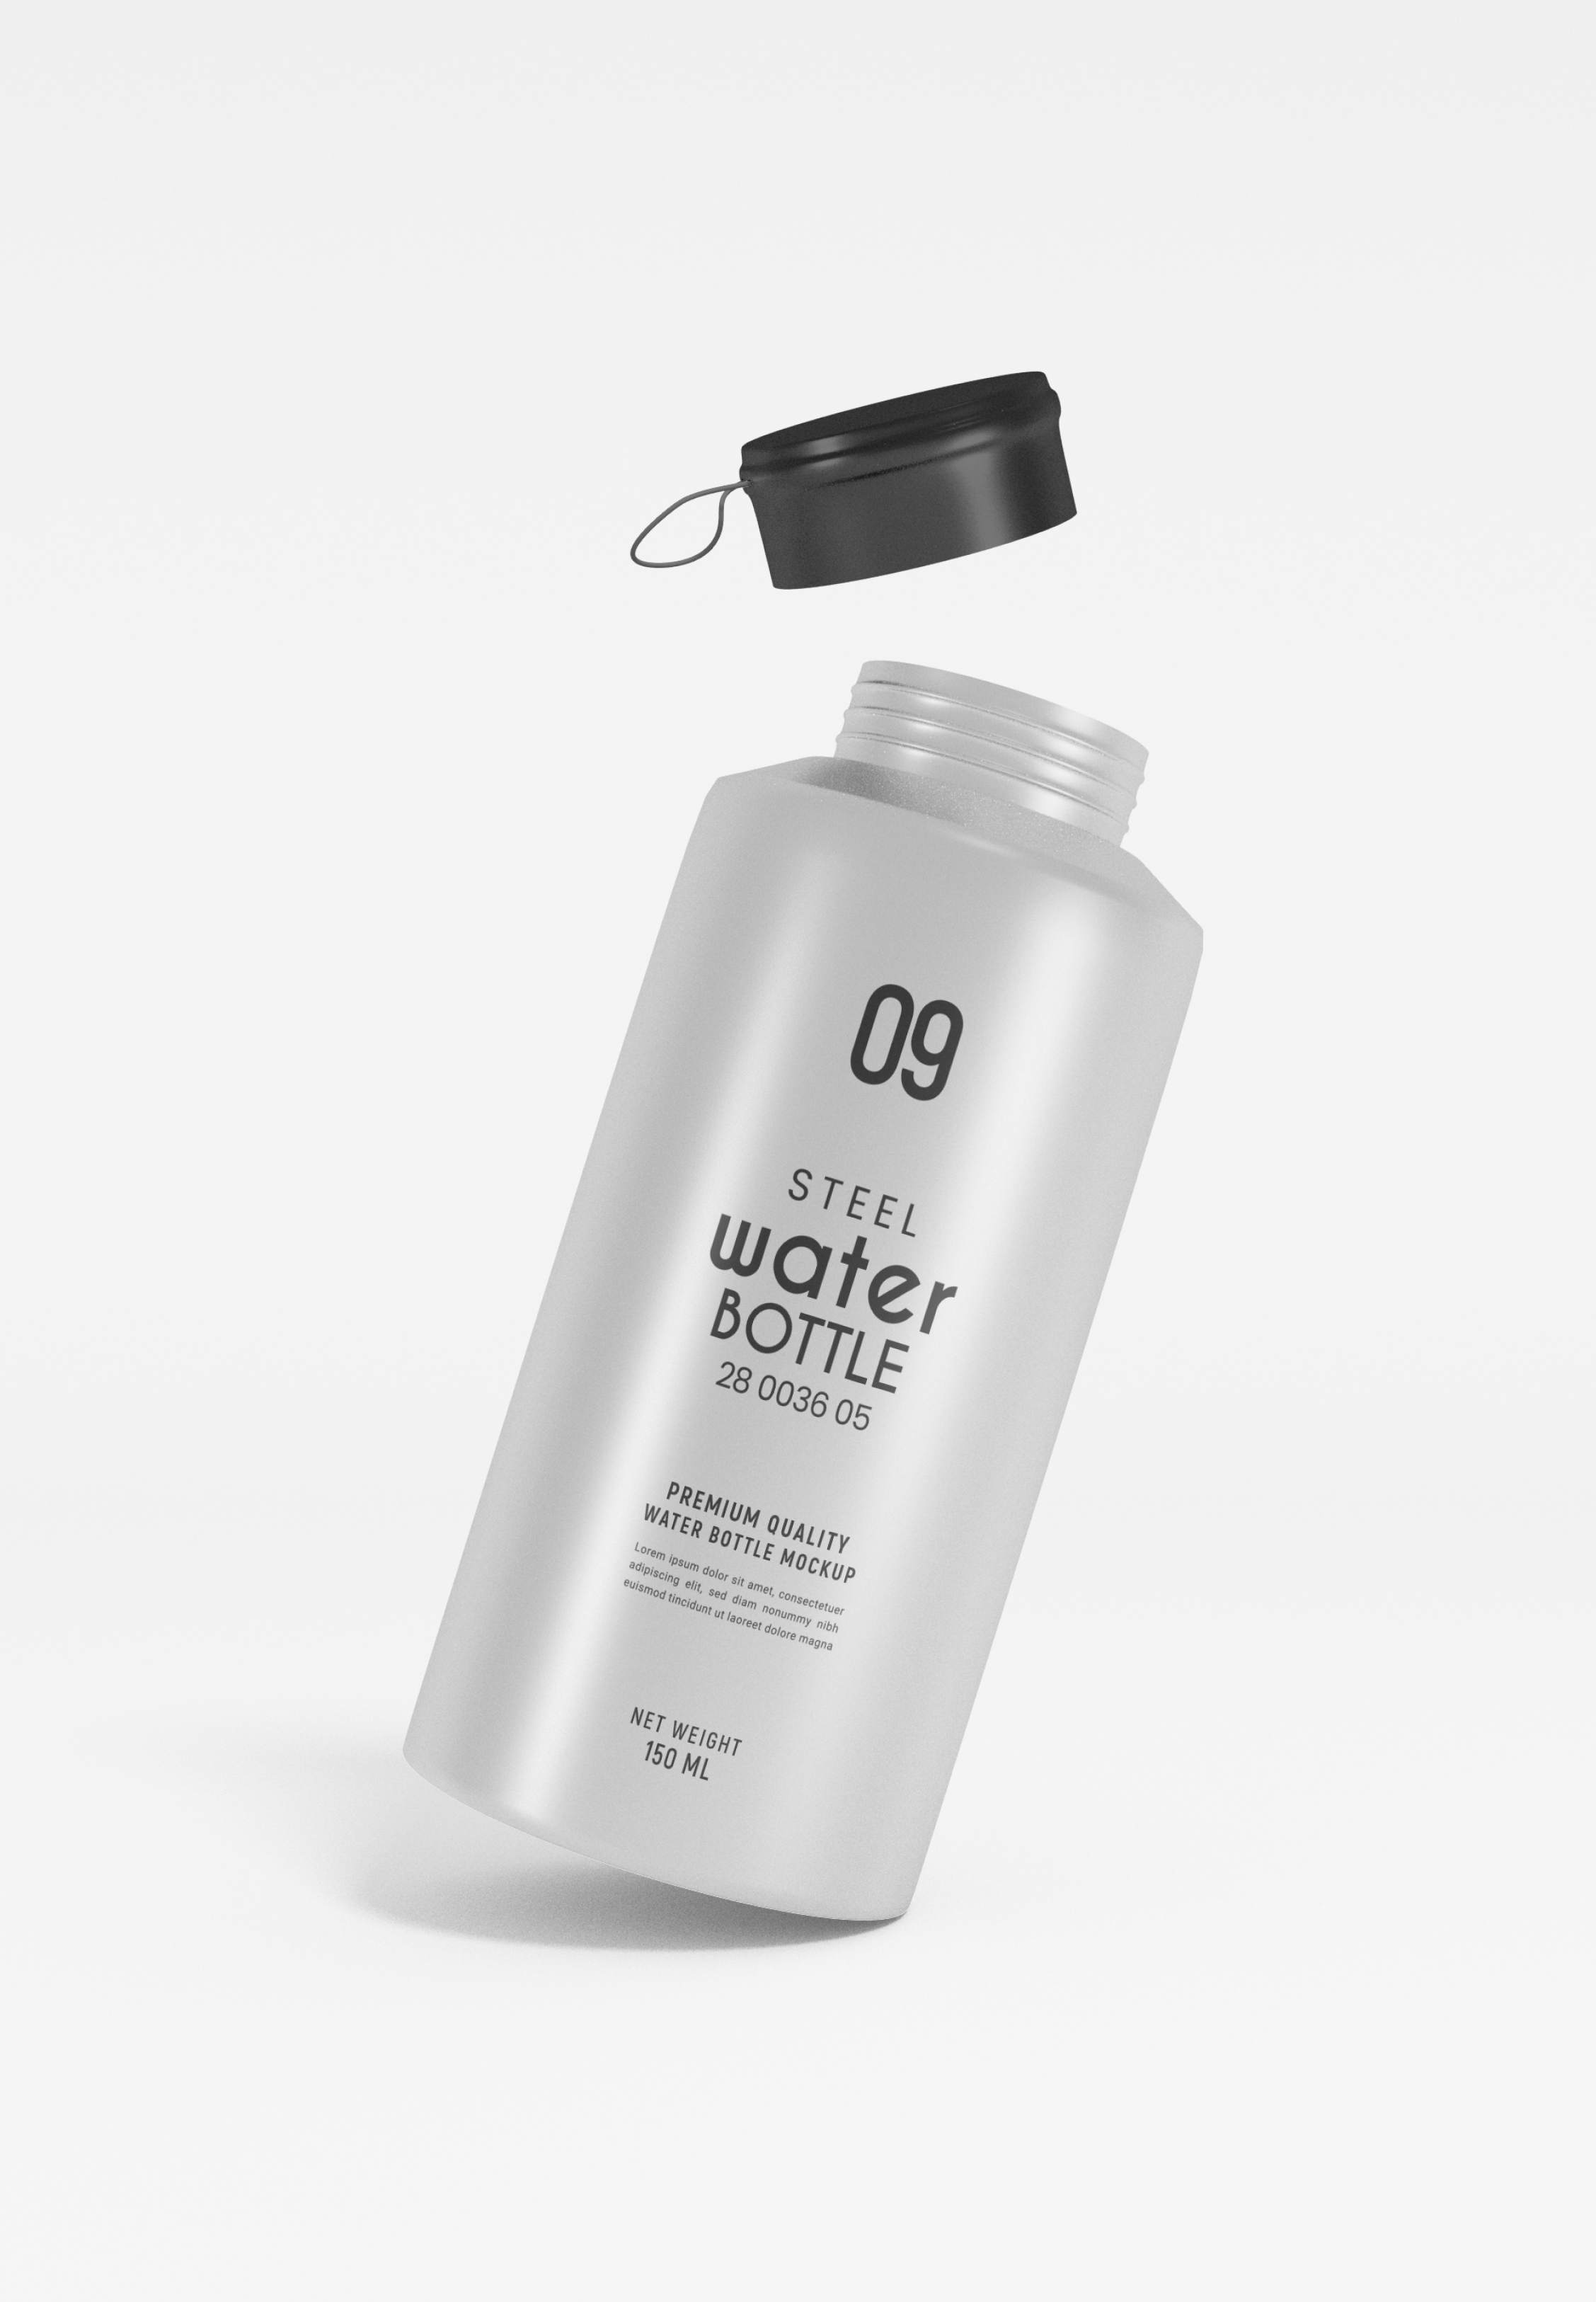 09
STEEL
water
BOTTLE
28 0036 05
PREMIUM QUALITY
WATER BOTTLE MOCKUP
Lorem ipsum dolor sit amet, consectetuer
adipiscing elit, sed diam nonummy nibh
euismod tincidunt ut laoreet dolore magna
NET WEIGHT
150 ML